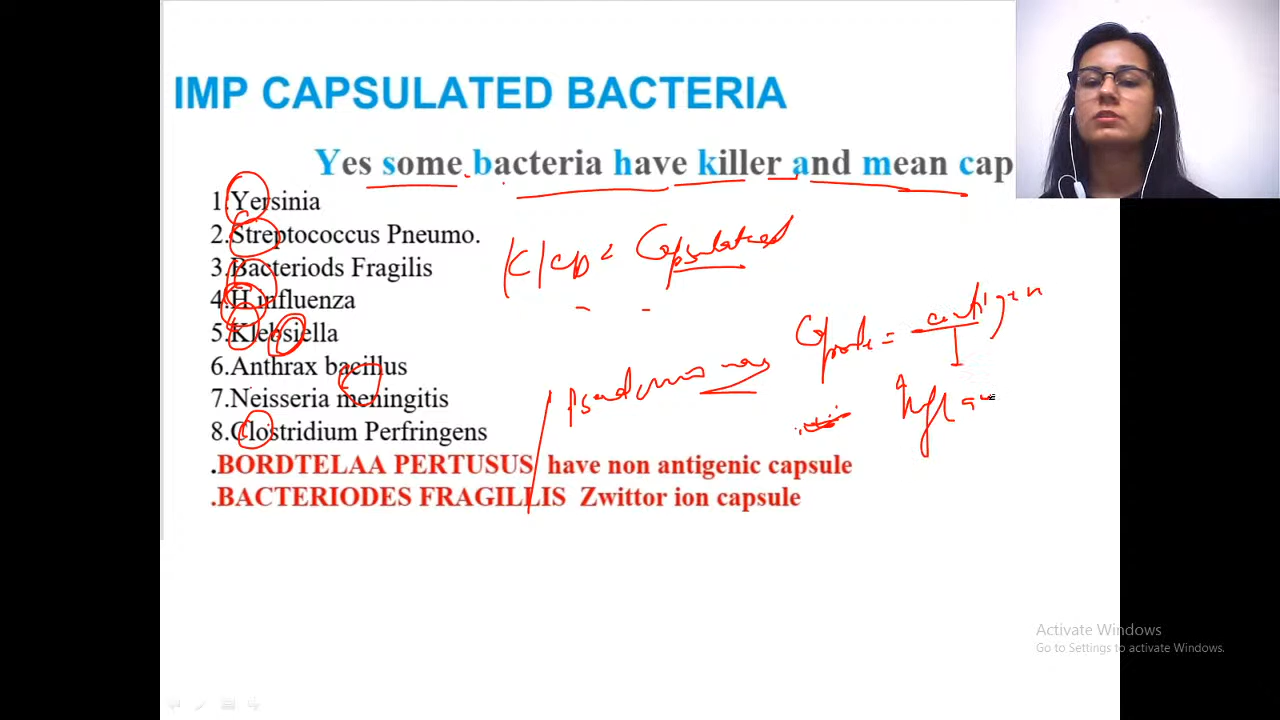 IMP CAPSULATED BACTERIA
Yes some bacteria have killer and mean cap
1.Yersinia
2.Streptococcus Pneumo.
3.Bacteriods Fragilis
4.H influenza
5.Klebsiella
6.Anthrax bacillus
7.Neisseria meningitis
8.Clostridium Perfringens
Capsulated
.BORDTELAA PERTUSUS have non antigenic capsule
.BACTERIODES FRAGILLIS Zwittor ion capsule
Activate Windows
Go to Settings to activate Windows.